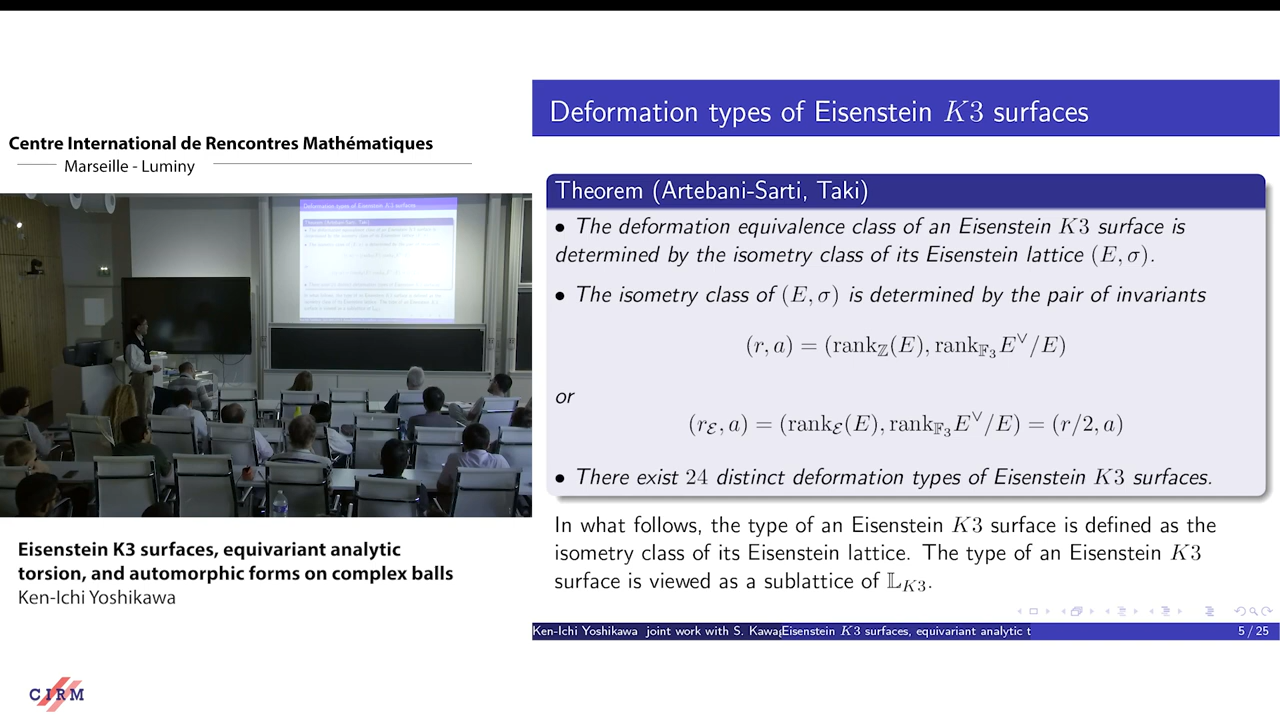 Centre International de Rencontres Mathématiques
Marseille - Luminy
Eisenstein K3 surfaces, equivariant analytic
torsion, and automorphic forms on complex balls
Ken-Ichi Yoshikawa
CIRM
Deformation types of Eisenstein K3 surfaces
Theorem (Artebani-Sarti, Taki)
• The deformation equivalence class of an Eisenstein K3 surface is
determined by the isometry class of its Eisenstein lattice (E, σ).
• The isometry class of (E, σ) is determined by the pair of invariants
(r, a) = (rank_ℤ(E), rank_{𝔽₃}E^∨/E)
or
(r_ℰ, a) = (rank_ℰ(E), rank_{𝔽₃}E^∨/E) = (r/2, a)
• There exist 24 distinct deformation types of Eisenstein K3 surfaces.
In what follows, the type of an Eisenstein K3 surface is defined as the
isometry class of its Eisenstein lattice. The type of an Eisenstein K3
surface is viewed as a sublattice of 𝕃_{K3}.
Ken-Ichi Yoshikawa joint work with S. Kawa
Eisenstein K3 surfaces, equivariant analytic t
5 / 25